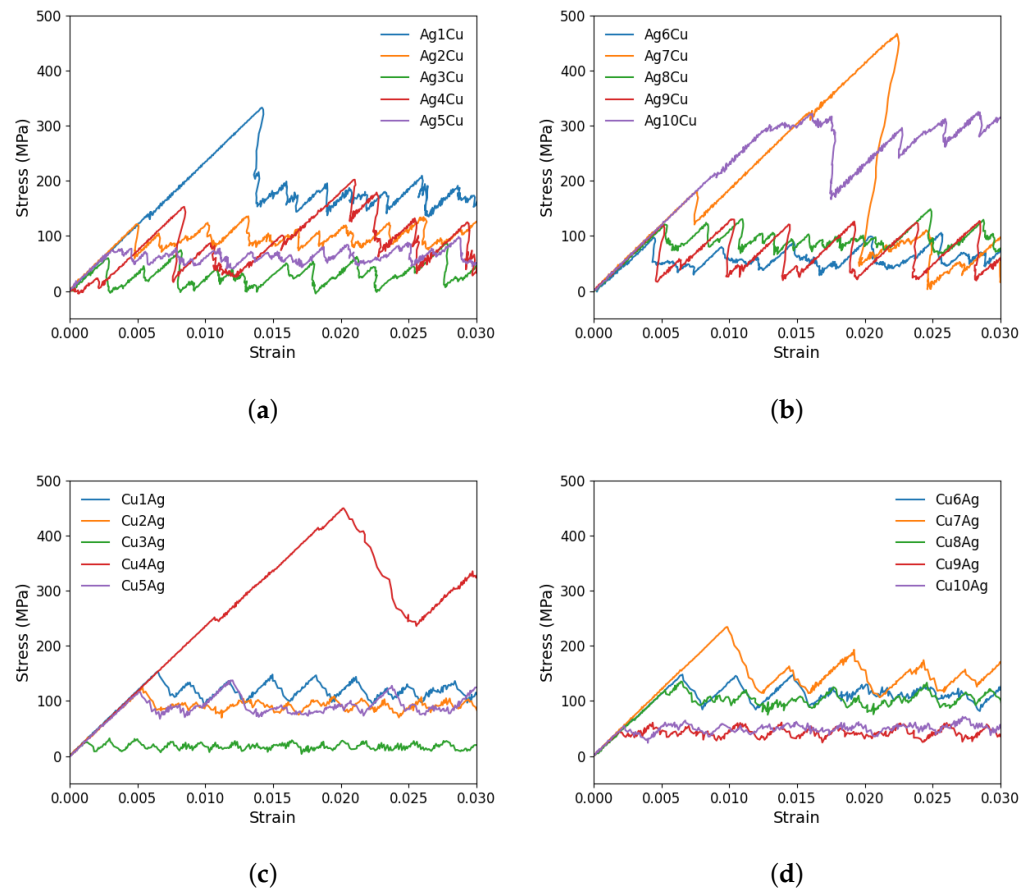 500
400
300
200
100
0
Stress (MPa)
0.000 0.005 0.010 0.015 0.020 0.025 0.030
Strain
Ag1Cu
Ag2Cu
Ag3Cu
Ag4Cu
Ag5Cu
(a)
500
400
300
200
100
0
Stress (MPa)
0.000 0.005 0.010 0.015 0.020 0.025 0.030
Strain
Ag6Cu
Ag7Cu
Ag8Cu
Ag9Cu
Ag10Cu
(b)
500
400
300
200
100
0
Stress (MPa)
0.000 0.005 0.010 0.015 0.020 0.025 0.030
Strain
Cu1Ag
Cu2Ag
Cu3Ag
Cu4Ag
Cu5Ag
(c)
500
400
300
200
100
0
Stress (MPa)
0.000 0.005 0.010 0.015 0.020 0.025 0.030
Strain
Cu6Ag
Cu7Ag
Cu8Ag
Cu9Ag
Cu10Ag
(d)